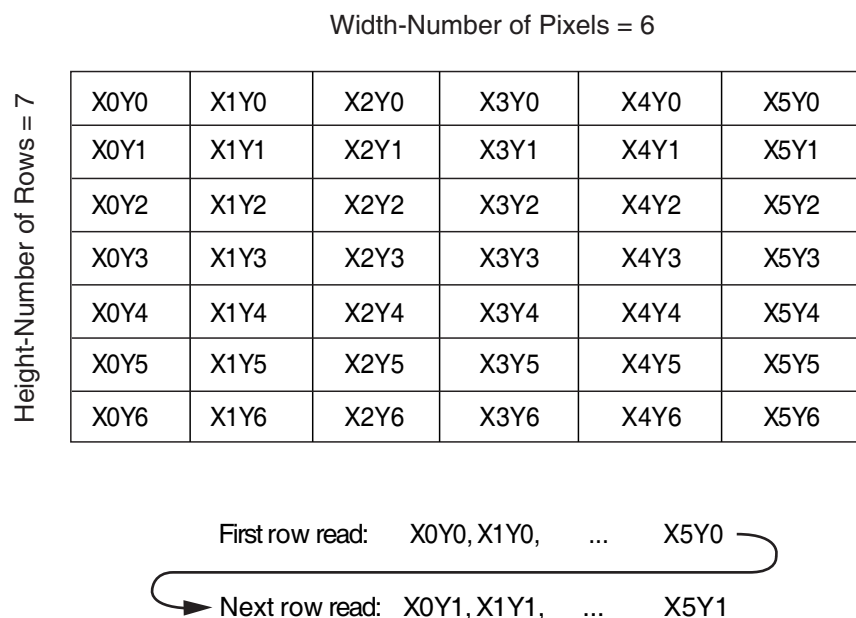 Width-Number of Pixels = 6
Height-Number of Rows = 7
X0Y0 X1Y0 X2Y0 X3Y0 X4Y0 X5Y0
X0Y1 X1Y1 X2Y1 X3Y1 X4Y1 X5Y1
X0Y2 X1Y2 X2Y2 X3Y2 X4Y2 X5Y2
X0Y3 X1Y3 X2Y3 X3Y3 X4Y3 X5Y3
X0Y4 X1Y4 X2Y4 X3Y4 X4Y4 X5Y4
X0Y5 X1Y5 X2Y5 X3Y5 X4Y5 X5Y5
X0Y6 X1Y6 X2Y6 X3Y6 X4Y6 X5Y6
First row read: X0Y0, X1Y0, ... X5Y0
Next row read: X0Y1, X1Y1, ... X5Y1